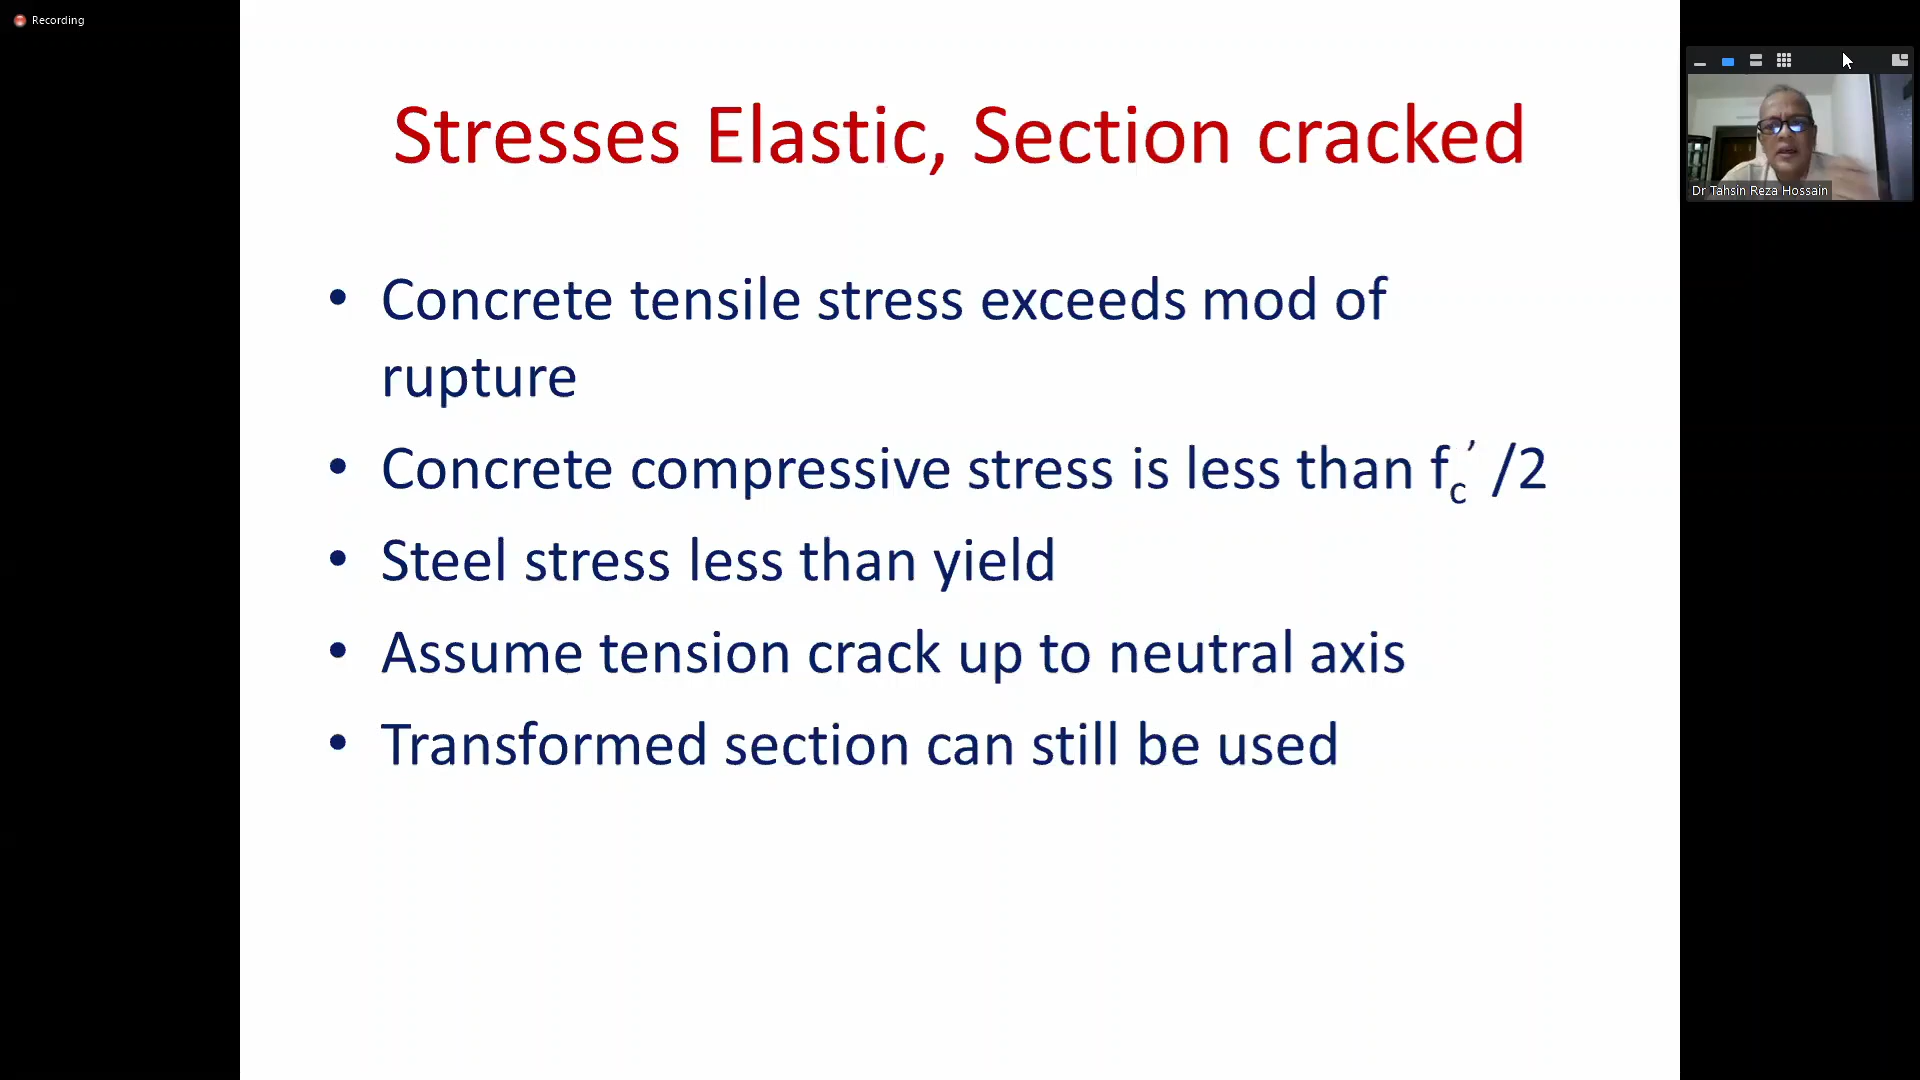 Recording
Stresses Elastic, Section cracked
Dr Tahsin Reza Hossain
• Concrete tensile stress exceeds mod of
rupture
• Concrete compressive stress is less than fc′ /2
• Steel stress less than yield
• Assume tension crack up to neutral axis
• Transformed section can still be used